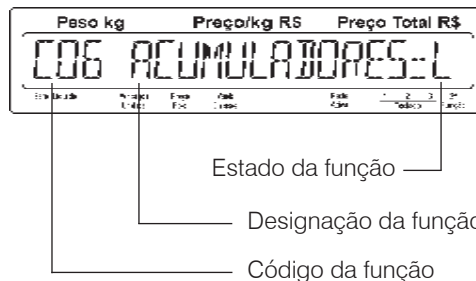 Peso kg Preço/kg R$ Preço Total R$
C06 ACUMULADORES=L
Estado da função
Designação da função
Código da função